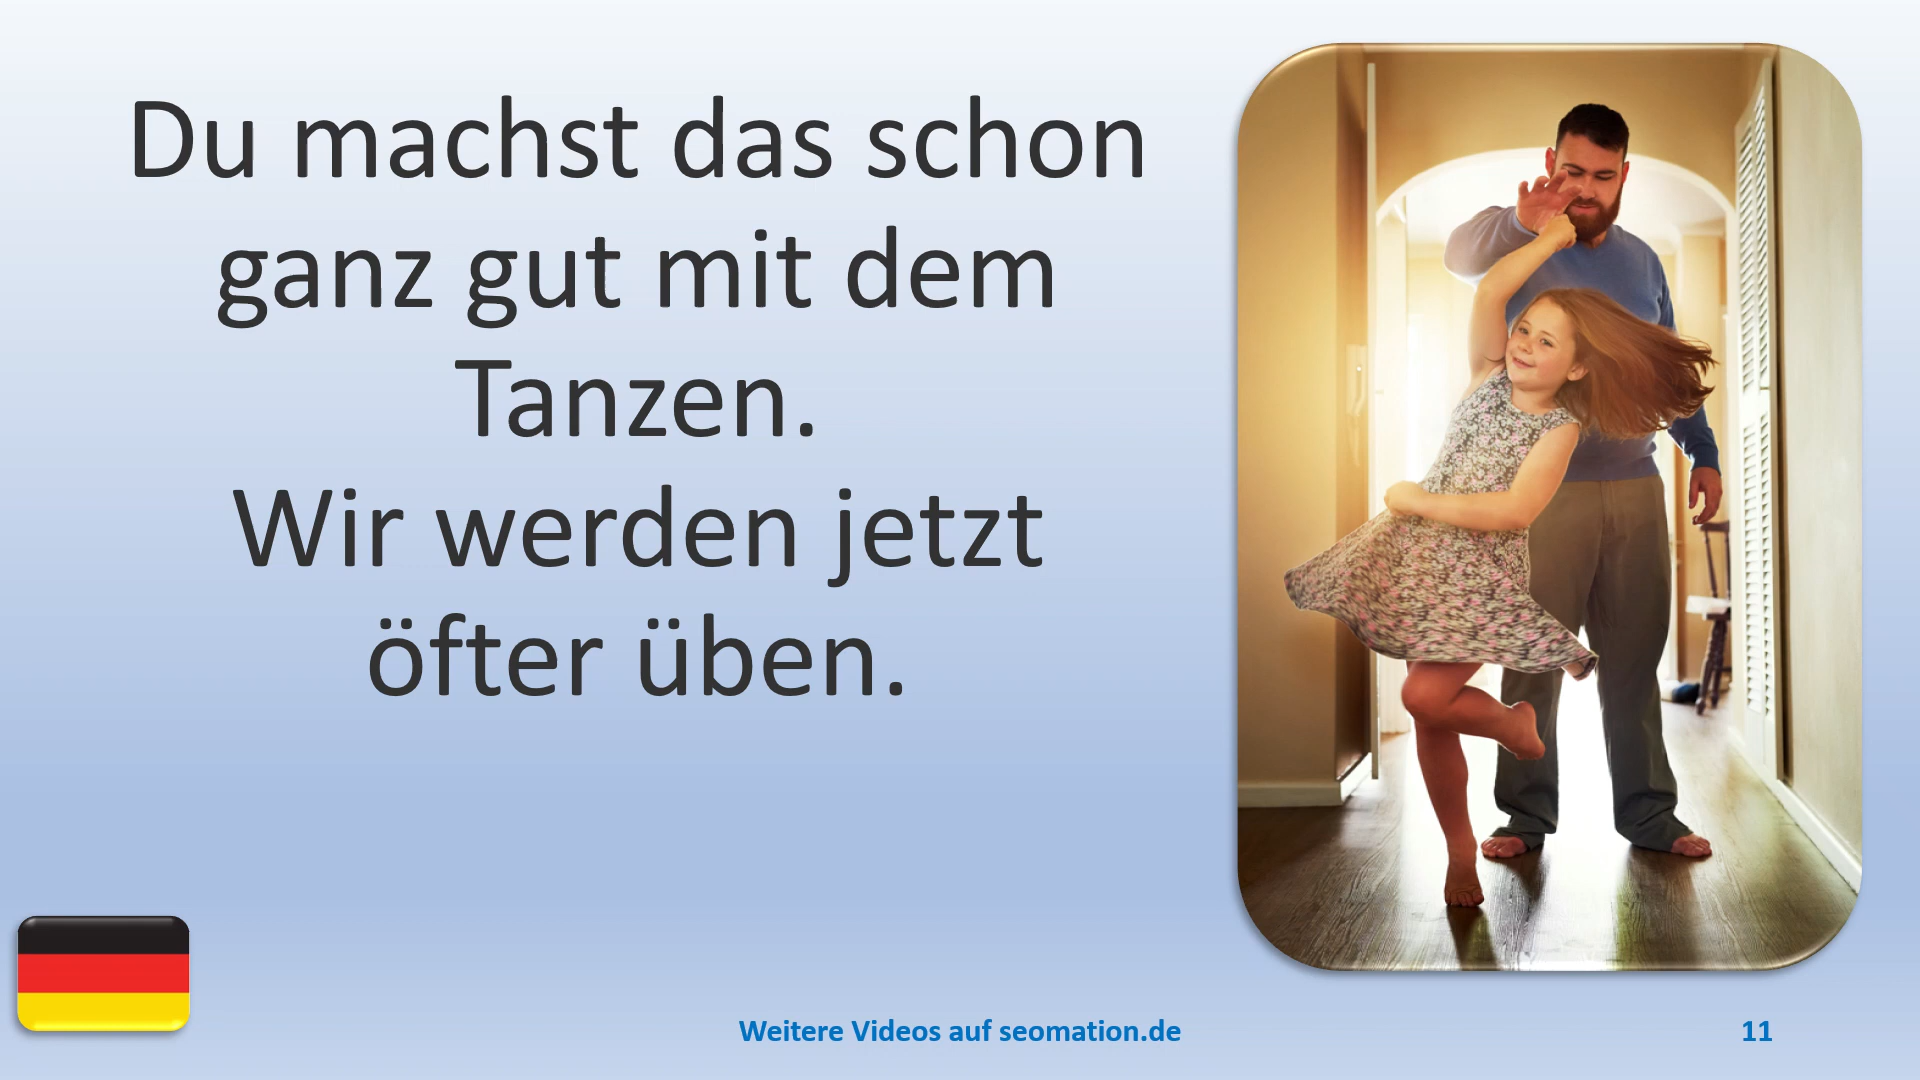 Du machst das schon
ganz gut mit dem
Tanzen.
Wir werden jetzt
öfter üben.
Weitere Videos auf seomation.de
11